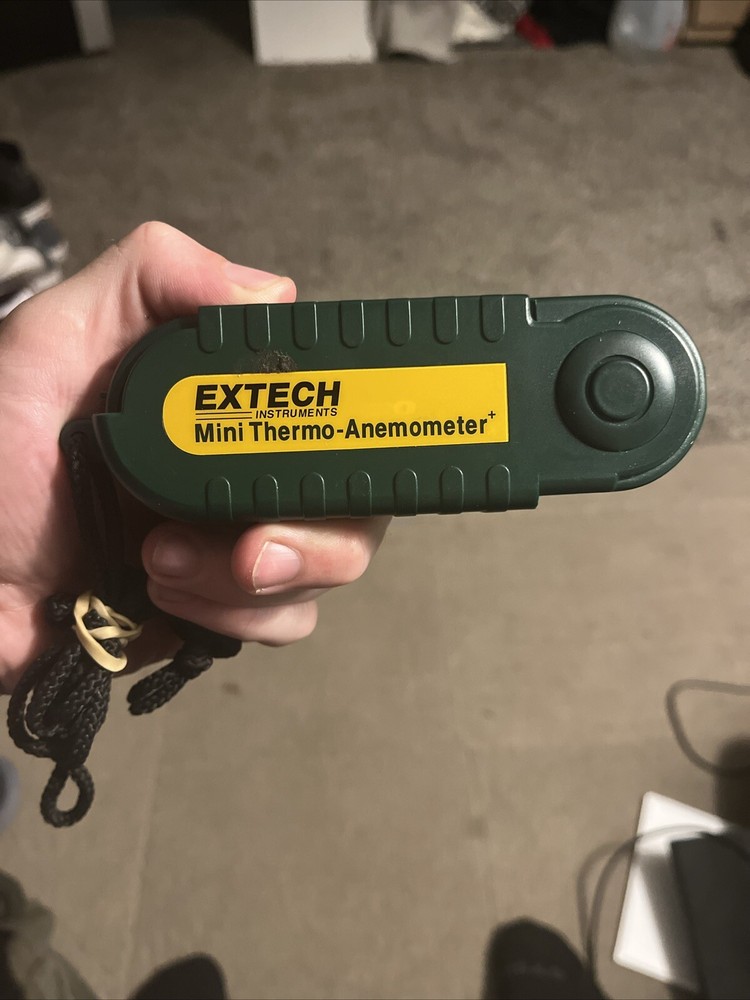 EXTECH
INSTRUMENTS
Mini Thermo-Anemometer+